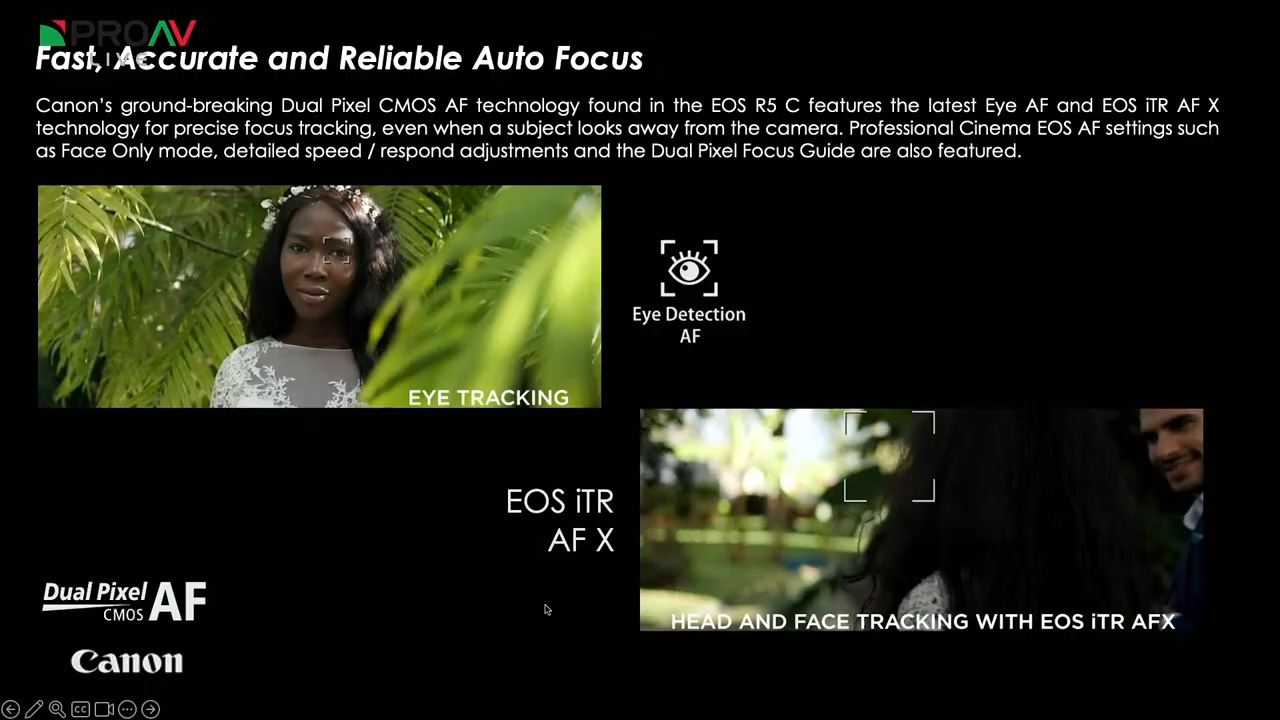 PROAV
LIVE
Fast, Accurate and Reliable Auto Focus
Canon's ground-breaking Dual Pixel CMOS AF technology found in the EOS R5 C features the latest Eye AF and EOS iTR AF X
technology for precise focus tracking, even when a subject looks away from the camera. Professional Cinema EOS AF settings such
as Face Only mode, detailed speed / respond adjustments and the Dual Pixel Focus Guide are also featured.
EYE TRACKING
Eye Detection
AF
EOS iTR
AF X
HEAD AND FACE TRACKING WITH EOS iTR AFX
Dual Pixel
CMOS AF
Canon
CC